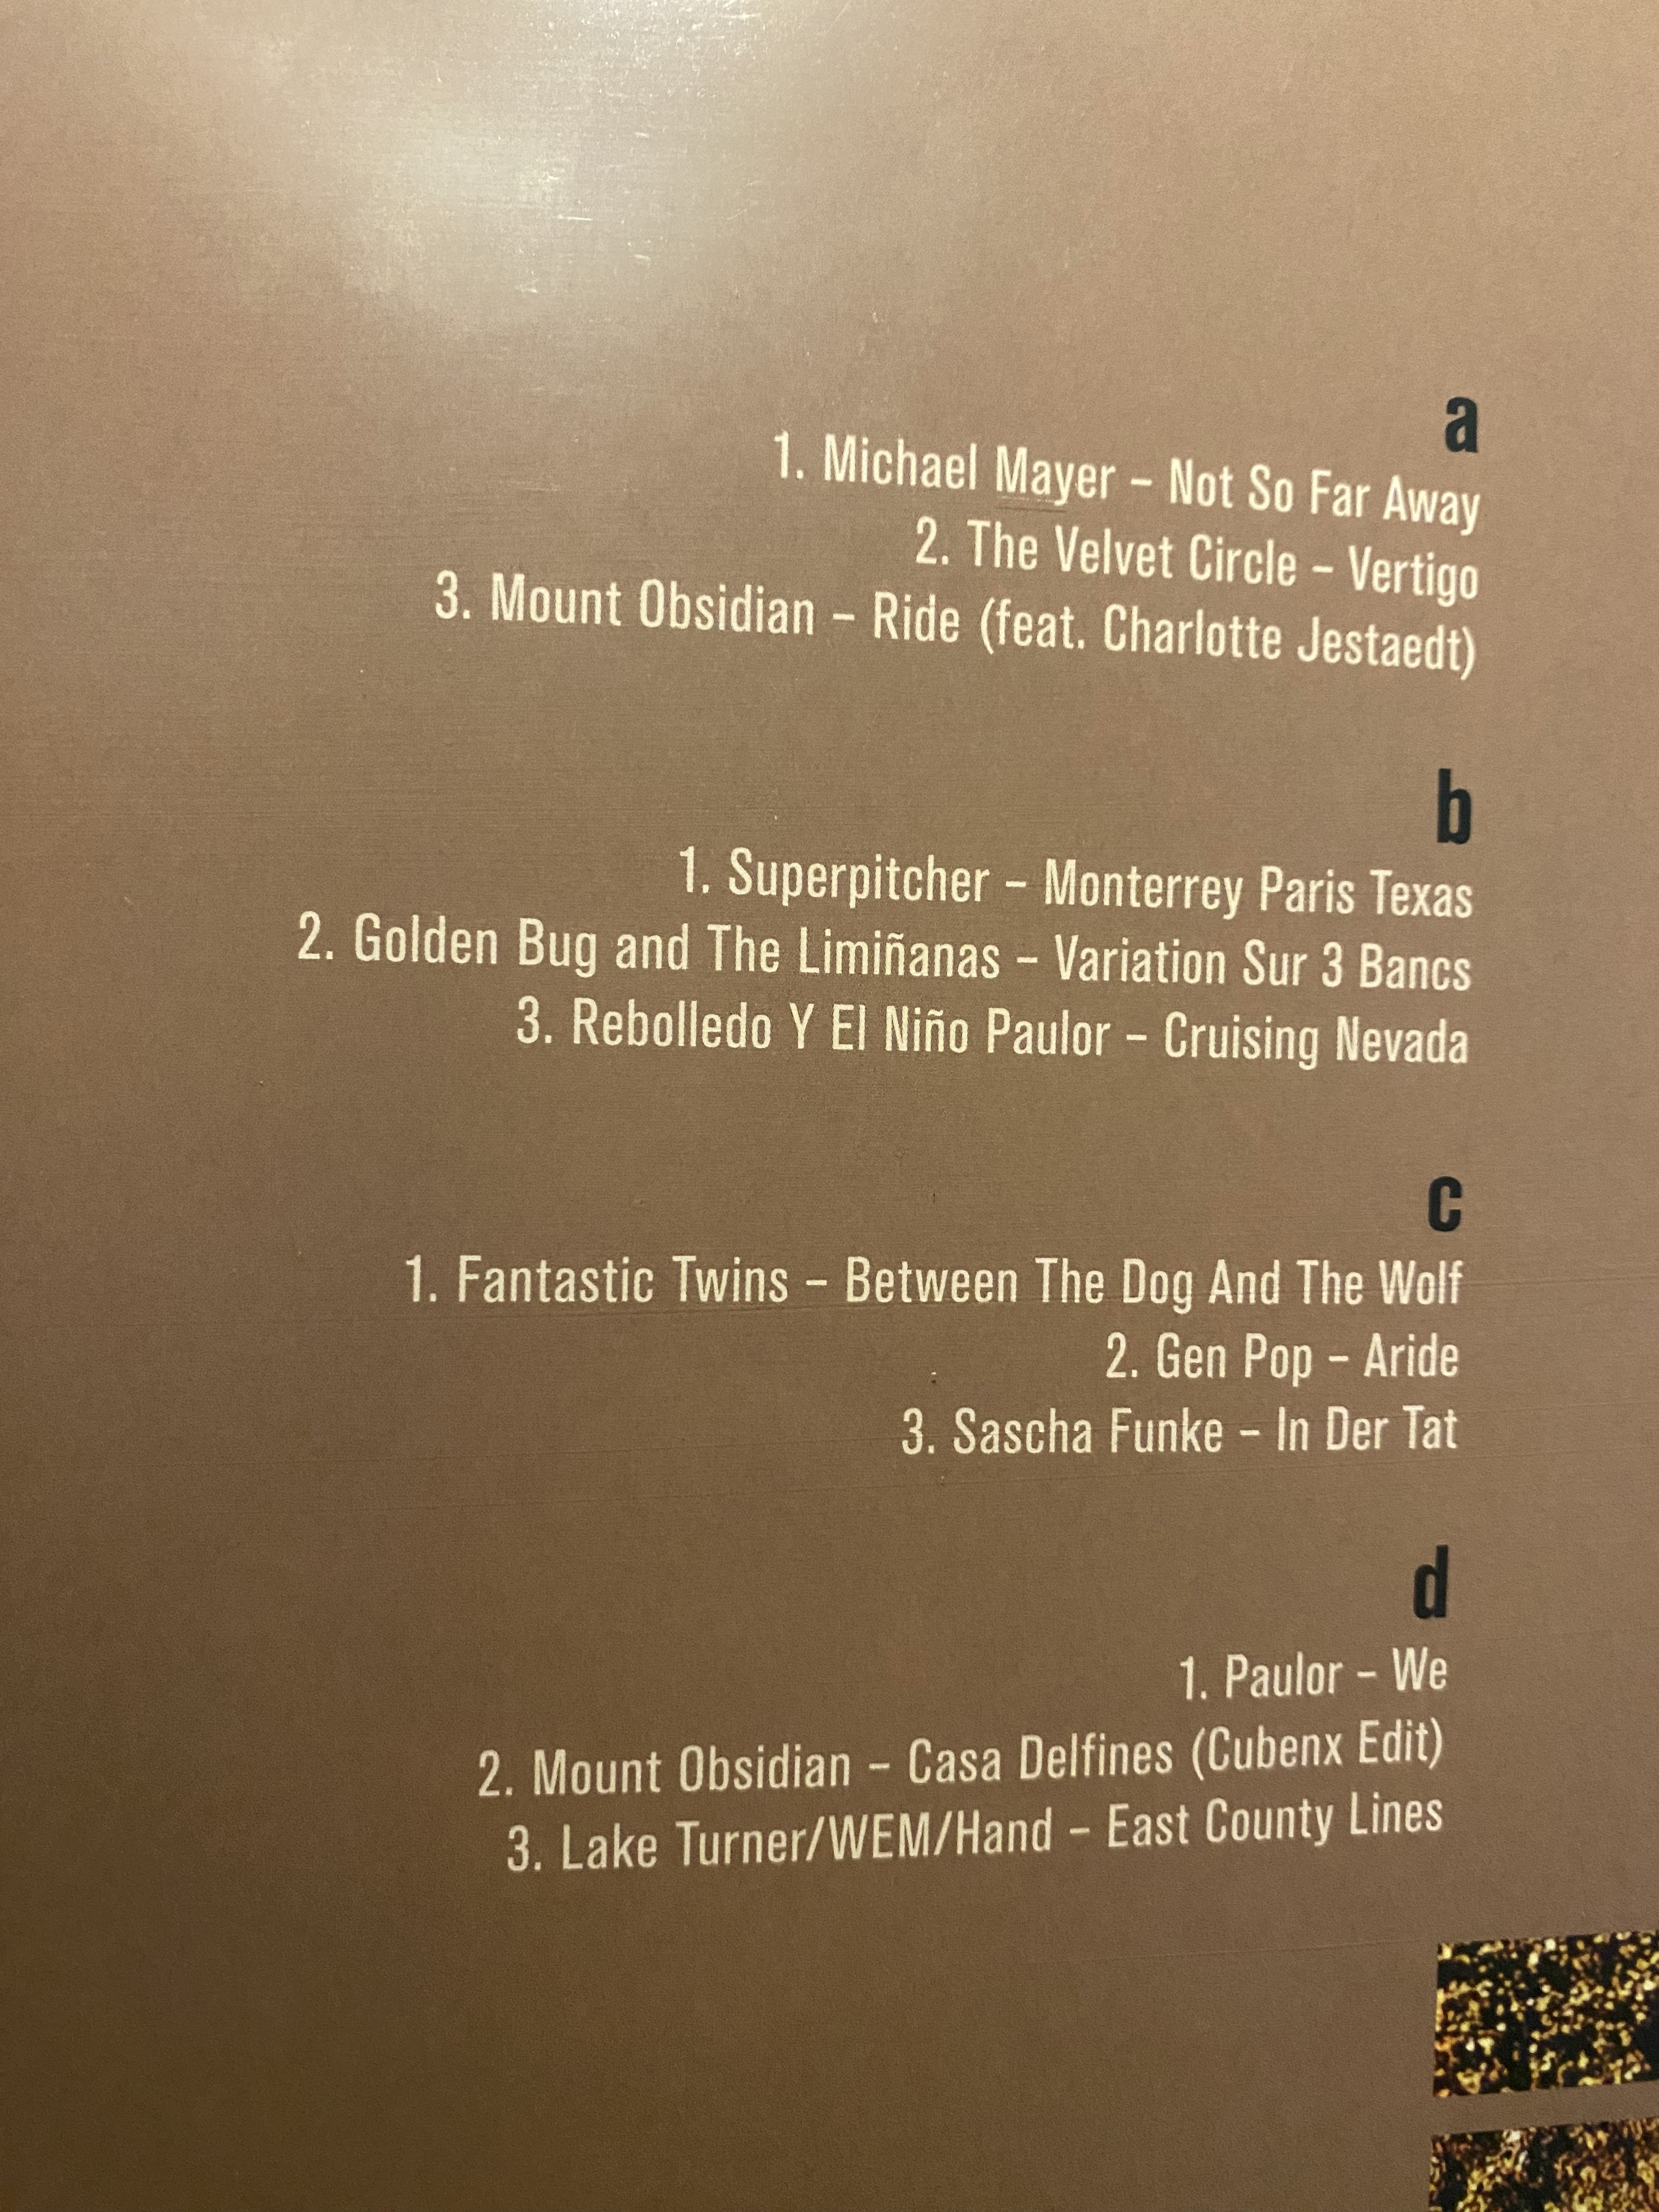 a
1. Michael Mayer – Not So Far Away
2. The Velvet Circle – Vertigo
3. Mount Obsidian – Ride (feat. Charlotte Jestaedt)
b
1. Superpitcher – Monterrey Paris Texas
2. Golden Bug and The Limiñanas – Variation Sur 3 Bancs
3. Rebolledo Y El Niño Paulor – Cruising Nevada
c
1. Fantastic Twins – Between The Dog And The Wolf
2. Gen Pop – Aride
3. Sascha Funke – In Der Tat
d
1. Paulor – We
2. Mount Obsidian – Casa Delfines (Cubenx Edit)
3. Lake Turner/WEM/Hand – East County Lines